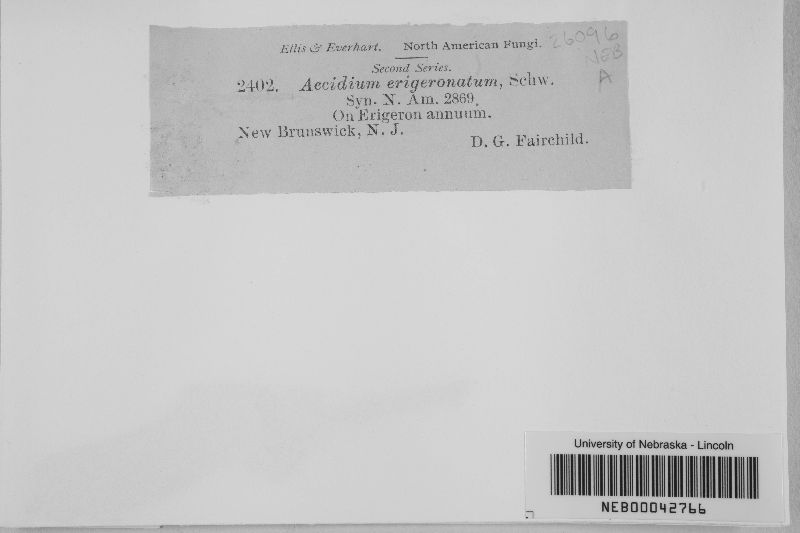 Ellis & Everhart. North American Fungi. 26096
Second Series. NEB
2402. Aecidium erigeronatum, Schw. A
Syn. N. Am. 2869.
On Erigeron annuum.
New Brunswick, N. J.
D. G. Fairchild.
University of Nebraska - Lincoln
NEB00042766